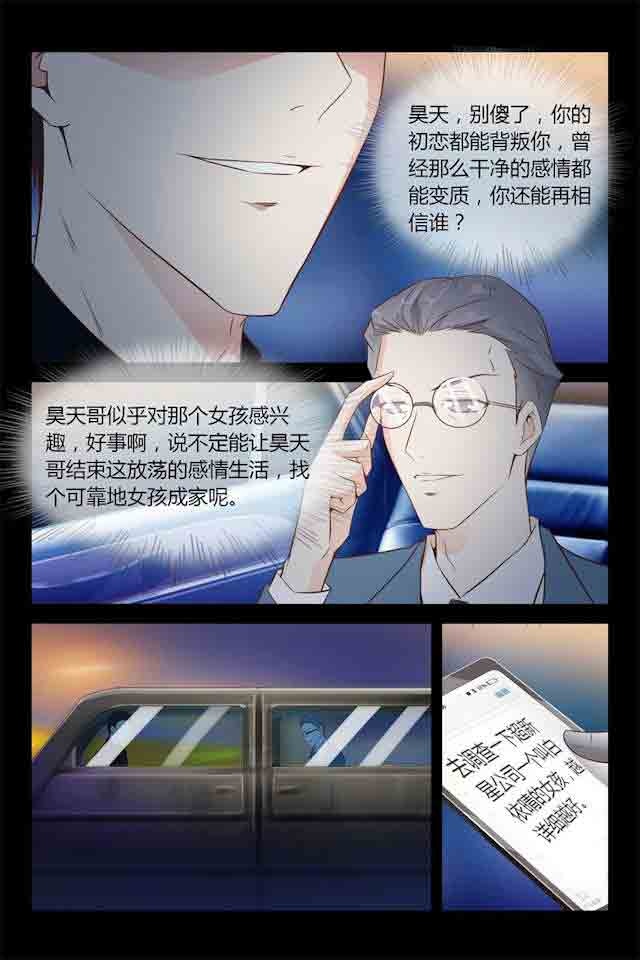 昊天，别傻了，你的
初恋都能背叛你，曾
经那么干净的感情都
能变质，你还能再相
信谁？
昊天哥似乎对那个女孩感兴
趣，好事啊，说不定能让昊天
哥结束这放荡的感情生活，找
个可靠地女孩成家呢。
去调查一下超新
星公司一个叫白
依晴的女孩，越
详细越好。